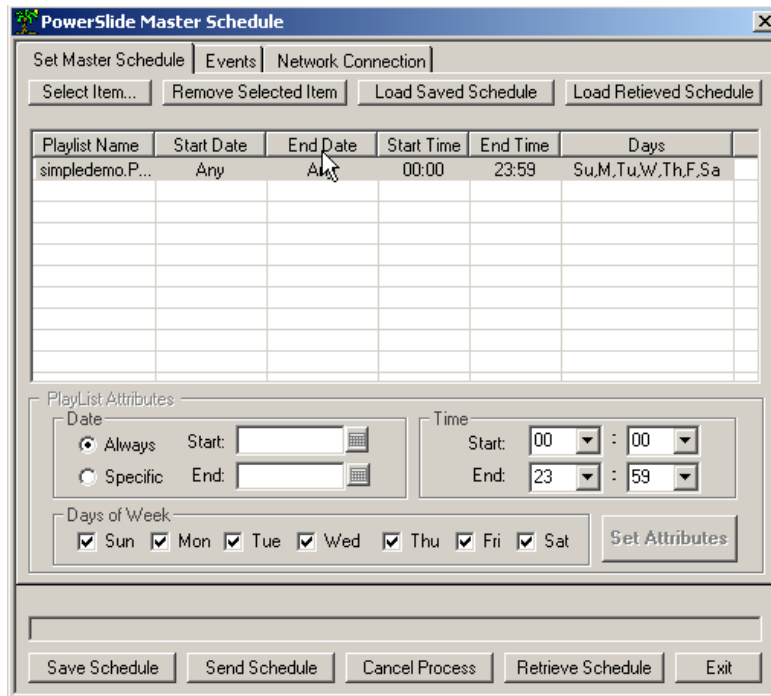 PowerSlide Master Schedule
Set Master Schedule Events Network Connection
Select Item... Remove Selected Item Load Saved Schedule Load Retieved Schedule
Playlist Name Start Date End Date Start Time End Time Days
simpledemo.P... Any Any 00:00 23:59 Su,M,Tu,W,Th,F,Sa
PlayList Attributes
Date Time
Always Start: Start: 00 : 00
Specific End: End: 23 : 59
Days of Week
Sun Mon Tue Wed Thu Fri Sat Set Attributes
Save Schedule Send Schedule Cancel Process Retrieve Schedule Exit